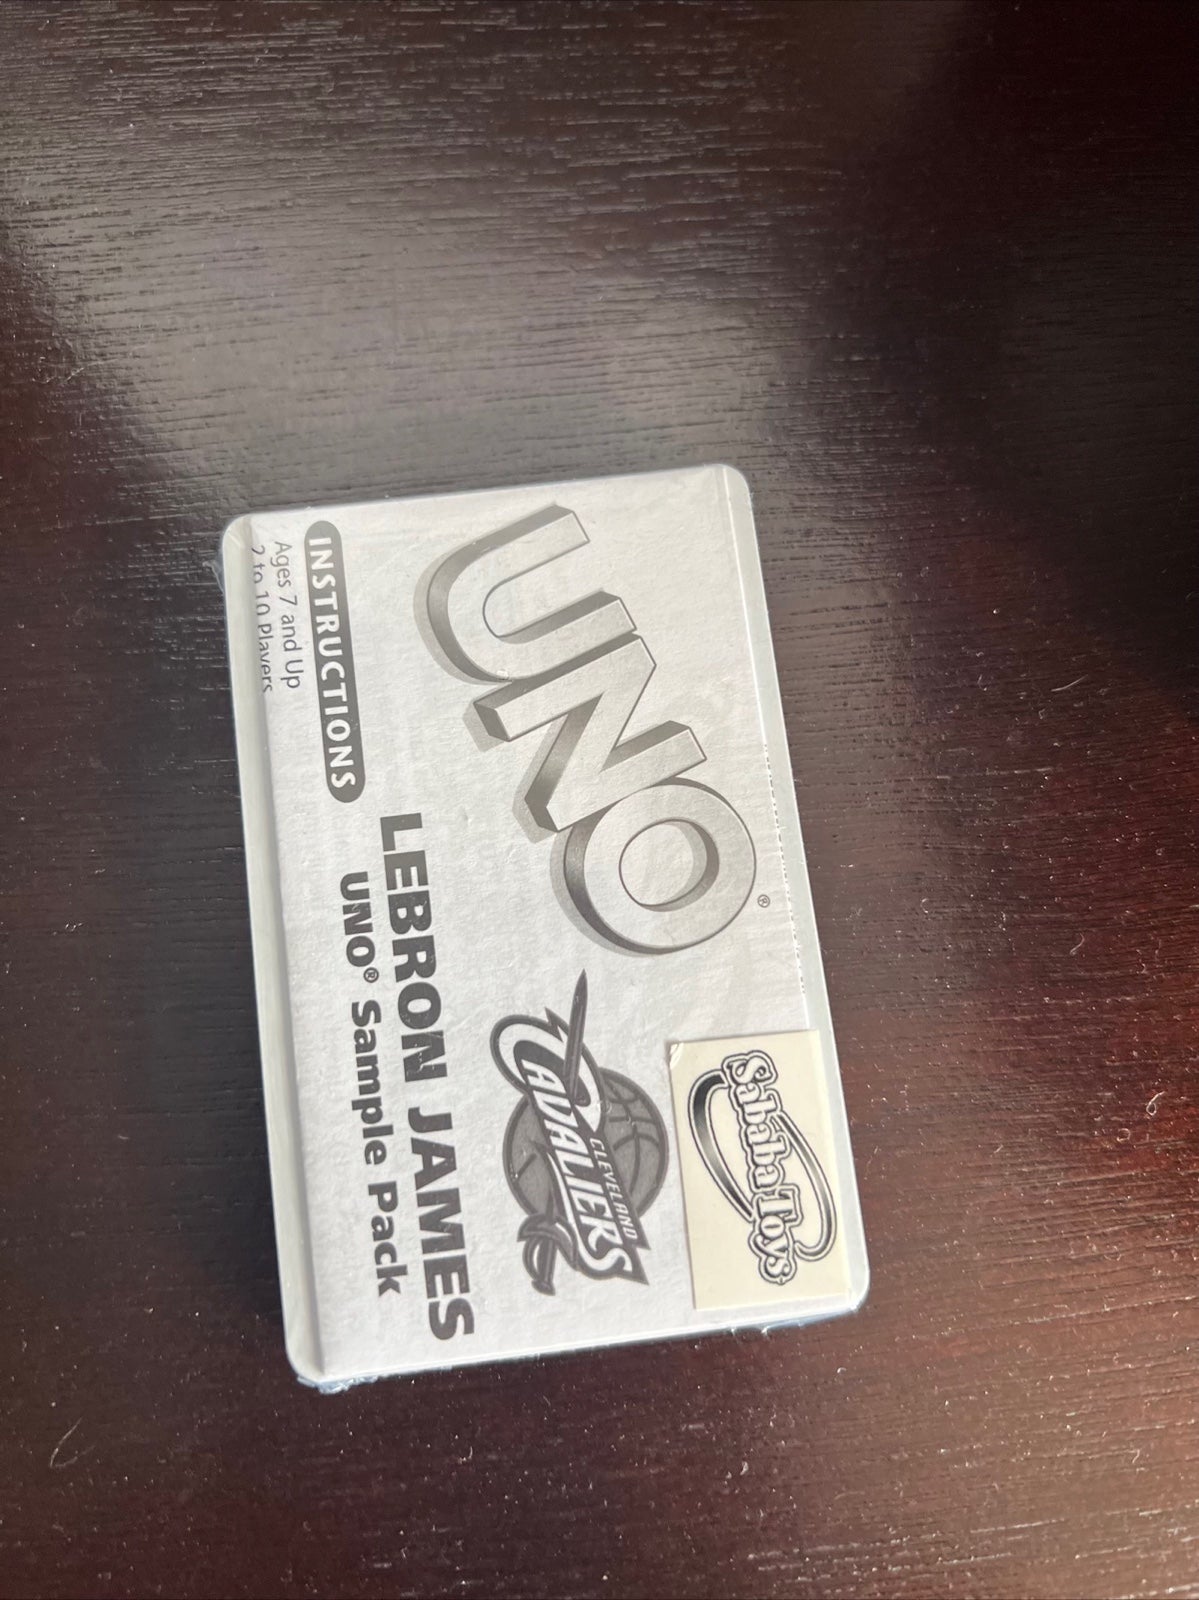 UNO®
CLEVELAND
CAVALIERS
Sababa Toys
LEBRON JAMES
UNO® Sample Pack
INSTRUCTIONS
Ages 7 and Up
2 to 10 Players